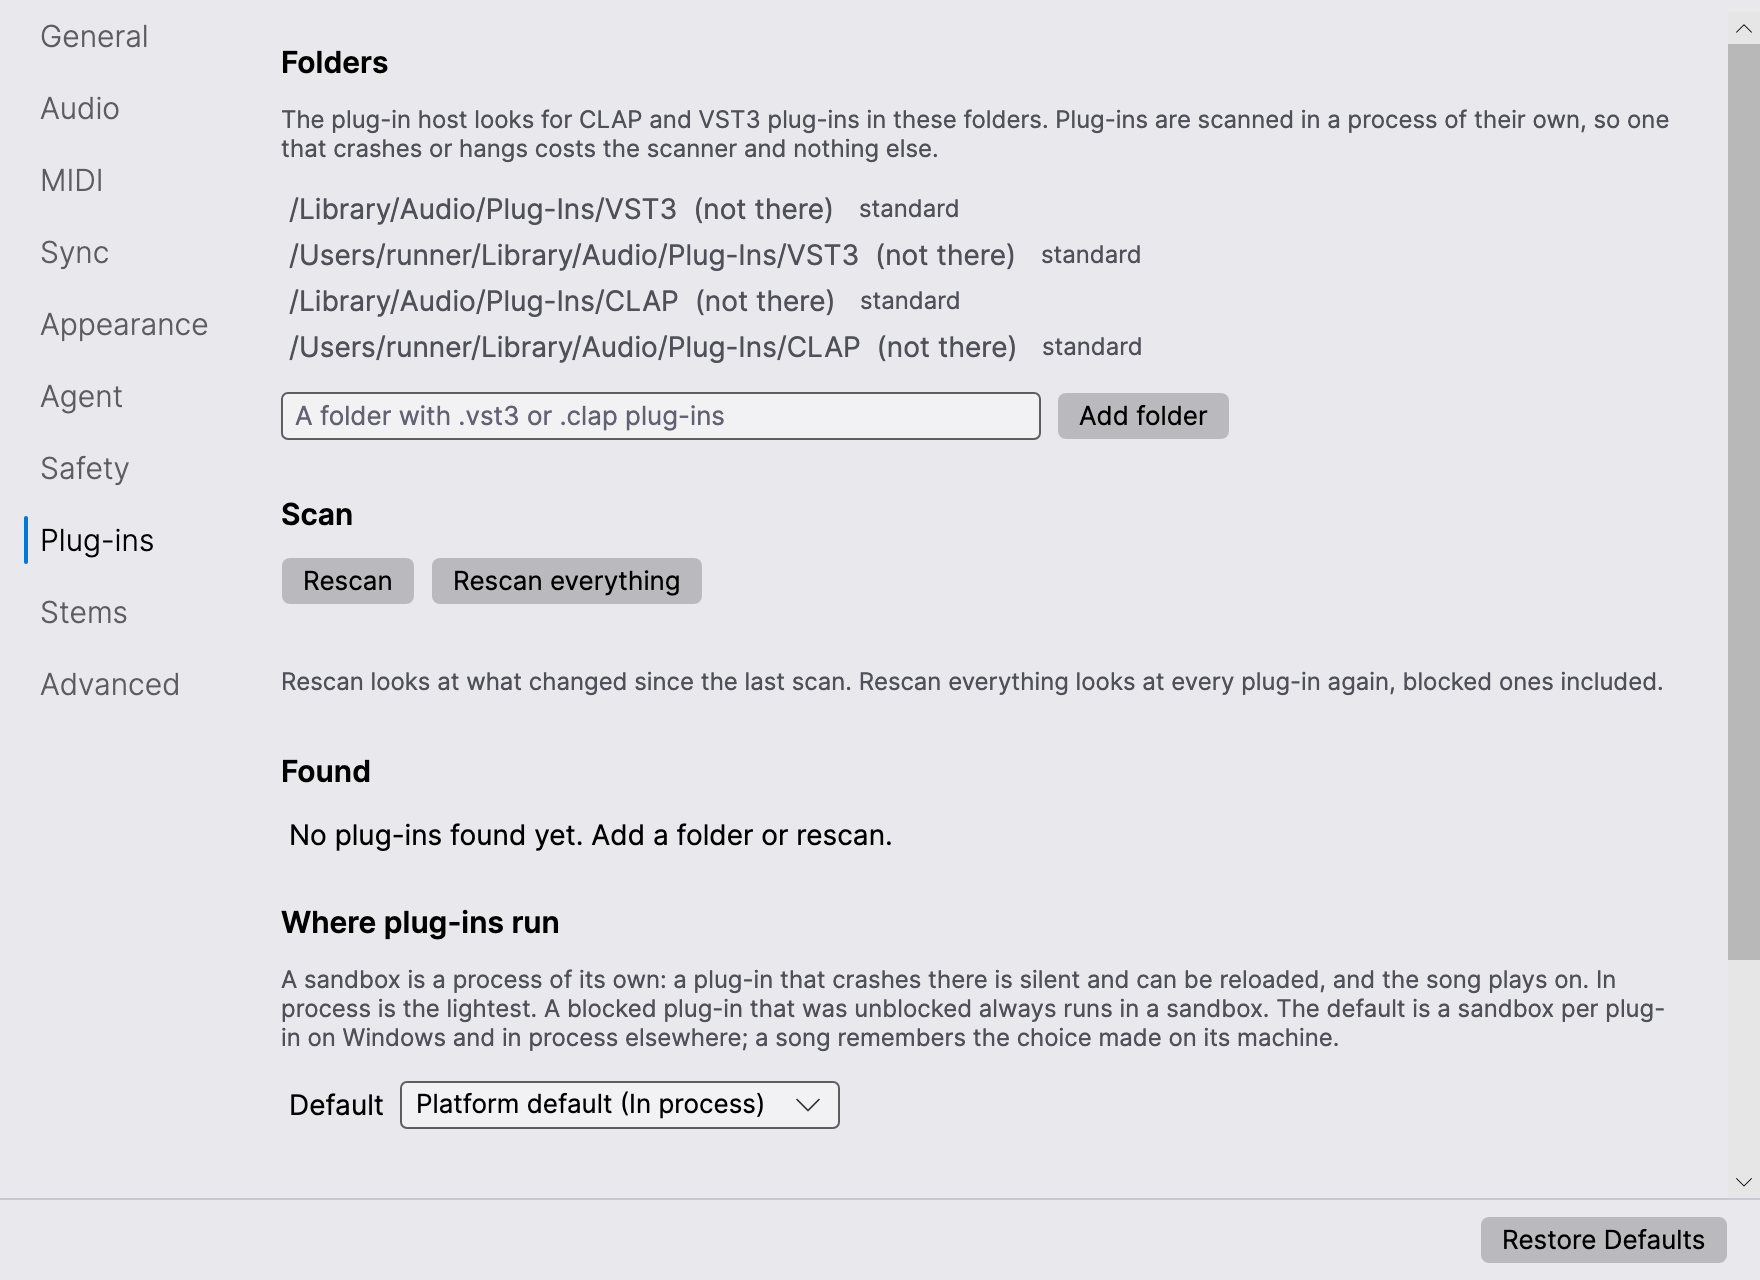 General
Audio
MIDI
Sync
Appearance
Agent
Safety
Plug-ins
Stems
Advanced
Folders
The plug-in host looks for CLAP and VST3 plug-ins in these folders. Plug-ins are scanned in a process of their own, so one
that crashes or hangs costs the scanner and nothing else.
/Library/Audio/Plug-Ins/VST3 (not there) standard
/Users/runner/Library/Audio/Plug-Ins/VST3 (not there) standard
/Library/Audio/Plug-Ins/CLAP (not there) standard
/Users/runner/Library/Audio/Plug-Ins/CLAP (not there) standard
A folder with .vst3 or .clap plug-ins Add folder
Scan
Rescan Rescan everything
Rescan looks at what changed since the last scan. Rescan everything looks at every plug-in again, blocked ones included.
Found
No plug-ins found yet. Add a folder or rescan.
Where plug-ins run
A sandbox is a process of its own: a plug-in that crashes there is silent and can be reloaded, and the song plays on. In
process is the lightest. A blocked plug-in that was unblocked always runs in a sandbox. The default is a sandbox per plug-
in on Windows and in process elsewhere; a song remembers the choice made on its machine.
Default Platform default (In process)
Restore Defaults